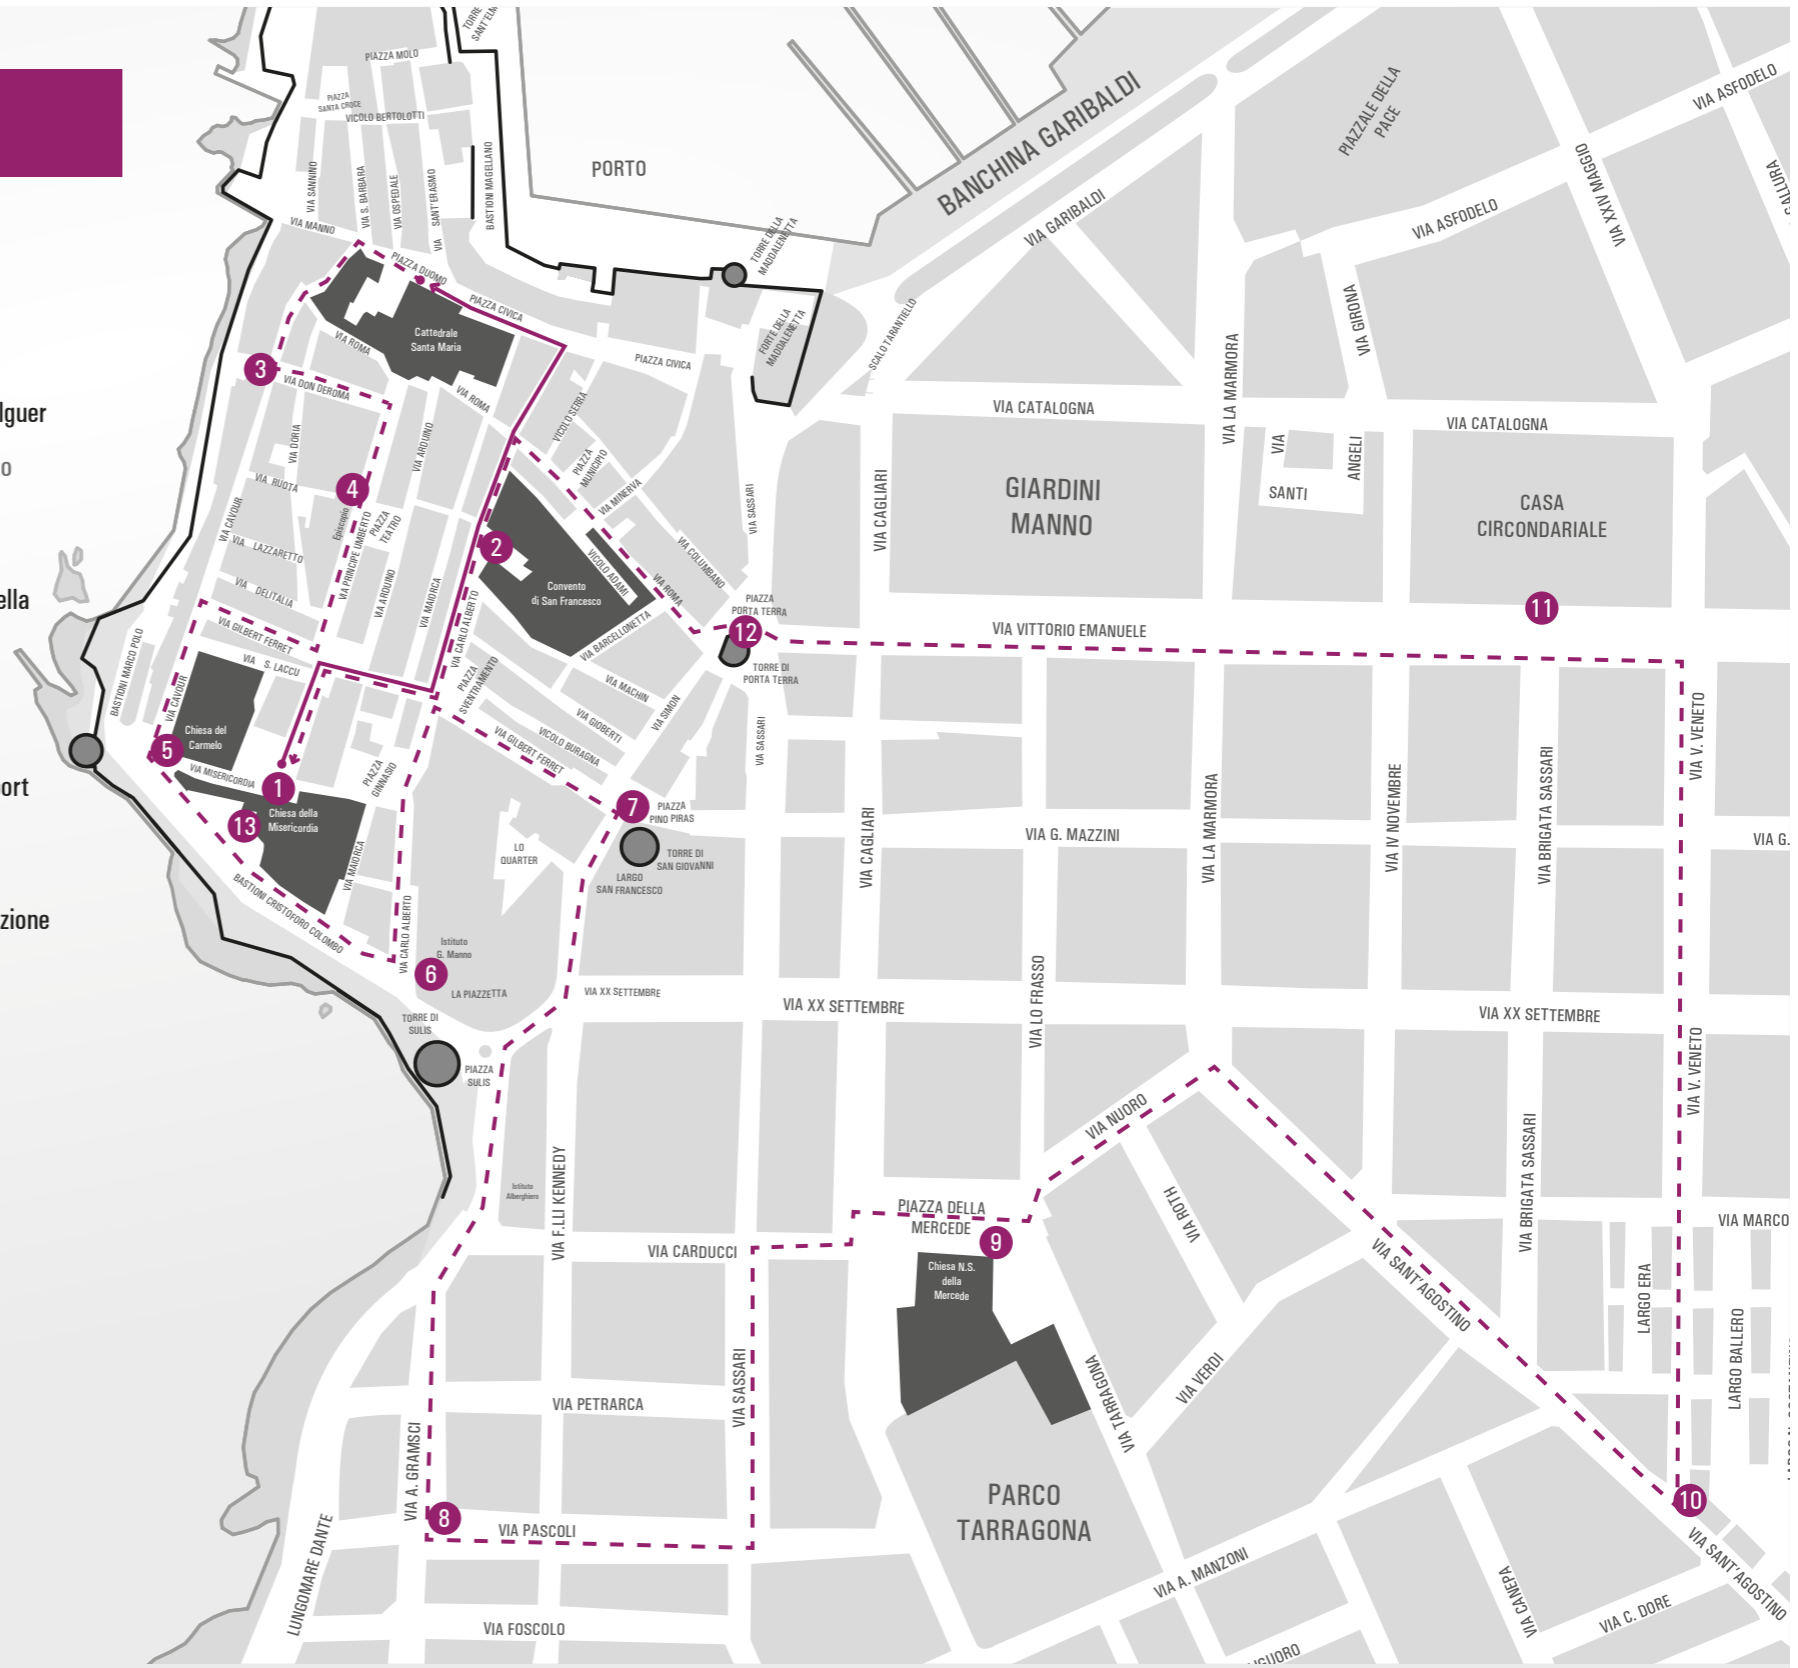 TORRE
SANT'ELM
PIAZZA MOLO
PIAZZA
SANTA CROCE
VICOLO BERTOLOTTI
VIA SANNINO
VIA S. BARBARA
VIA OSPEDALE
VIA SANT'ERASMO
BASTIONI MAGELLANO
VIA MANNO
PORTO
BANCHINA GARIBALDI
PIAZZALE DELLA
PACE
VIA ASFODELO
VIA XXIV MAGGIO
GALLURA
VIA ASFODELO
VIA GARIBALDI
TORRE DELLA
MADDALENETTA
PIAZZA DUOMO
PIAZZA CIVICA
Cattedrale
Santa Maria
VIA ROMA
PIAZZA CIVICA
FORTE DELLA
MADDALENETTA
SCALO TARANTIELLO
VIA GIRONA
VIA LA MARMORA
3
VIA DON DEROMA
VIA ROMA
VICOLO SERRA
VIA CATALOGNA
VIA CATALOGNA
lguer
o
VIA DORIA
VIA ARDUINO
PIAZZA
MUNICIPIO
VIA MINERVA
VIA SASSARI
VIA CAGLIARI
GIARDINI
MANNO
VIA
ANGELI
SANTI
CASA
CIRCONDARIALE
VIA RUOTA
4
Episcopio
VIA PRINCIPE UMBERTO
PIAZZA
TEATRO
VIA CAVOUR
VIA LAZZARETTO
2
Convento
di San Francesco
VICOLO ADAMI
VIA COLUMBANO
VIA ROMA
ella
VIA DELITALIA
VIA ARDUINO
VIA MAIORCA
VIA CARLO ALBERTO
VIA BARCELLONETTA
PIAZZA
PORTA TERRA
12
TORRE DI
PORTA TERRA
VIA VITTORIO EMANUELE
11
VIA GILBERT FERRET
VIA S. LACCU
BASTIONI MARCO POLO
VIA CAVOUR
PIAZZA
SVENTRAMENTO
VIA MACHIN
VIA GIOBERTI
VIA SIMON
VICOLO BURAGNA
VIA GILBERT FERRET
VIA SASSARI
VIA V. VENETO
Chiesa del
Carmelo
5
VIA MISERICORDIA
1
PIAZZA
GINNASIO
ort
13
Chiesa della
Misericordia
7
PIAZZA
PINO PIRAS
TORRE DI
SAN GIOVANNI
LARGO
SAN FRANCESCO
LO
QUARTER
VIA MAIORCA
VIA CAGLIARI
VIA G. MAZZINI
VIA LA MARMORA
VIA IV NOVEMBRE
VIA BRIGATA SASSARI
VIA G.
zione
BASTIONI CRISTOFORO COLOMBO
VIA CARLO ALBERTO
Istituto
G. Manno
6
LA PIAZZETTA
VIA XX SETTEMBRE
VIA XX SETTEMBRE
VIA LO FRASSO
VIA XX SETTEMBRE
TORRE DI
SULIS
PIAZZA
SULIS
VIA V. VENETO
VIA NUORO
Istituto
Alberghiero
VIA F.LLI KENNEDY
VIA ROTH
VIA BRIGATA SASSARI
PIAZZA DELLA
MERCEDE
9
VIA CARDUCCI
VIA MARCO
Chiesa N.S.
della
Mercede
VIA SANT'AGOSTINO
LARGO ERA
LARGO BALLERO
VIA PETRARCA
VIA SASSARI
VIA TARRAGONA
VIA VERDI
VIA A. GRAMSCI
8
VIA PASCOLI
PARCO
TARRAGONA
10
VIA SANT'AGOSTINO
LUNGOMARE DANTE
VIA A. MANZONI
VIA CANEPA
VIA C. DORE
VIA FOSCOLO